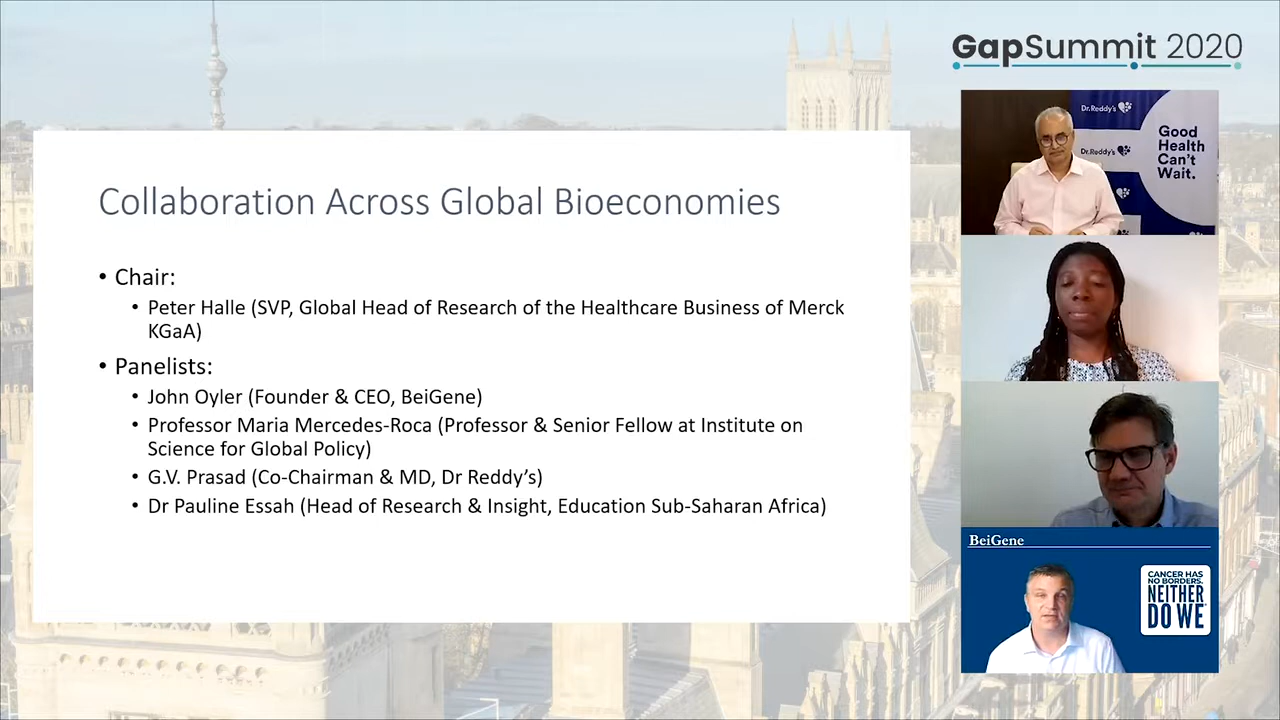 GapSummit 2020
Collaboration Across Global Bioeconomies
• Chair:
• Peter Halle (SVP, Global Head of Research of the Healthcare Business of Merck
KGaA)
• Panelists:
• John Oyler (Founder & CEO, BeiGene)
• Professor Maria Mercedes-Roca (Professor & Senior Fellow at Institute on
Science for Global Policy)
• G.V. Prasad (Co-Chairman & MD, Dr Reddy’s)
• Dr Pauline Essah (Head of Research & Insight, Education Sub-Saharan Africa)
Dr.Reddy's
Dr.Reddy's
Good
Health
Can't
Wait.
BeiGene
CANCER HAS
NO BORDERS.
NEITHER
DO WE